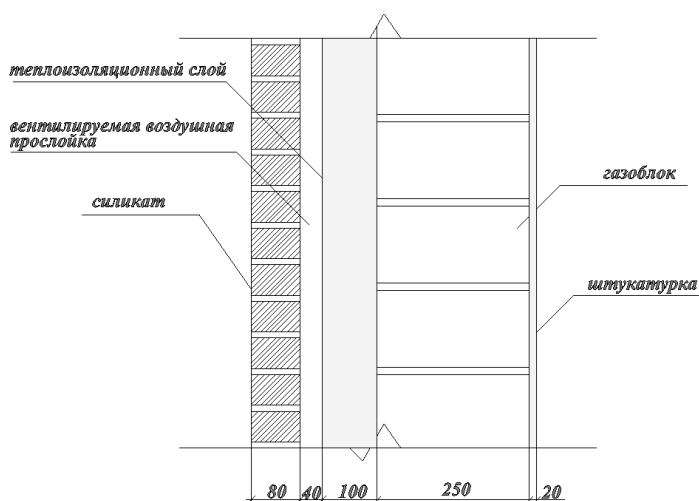 теплоизоляционный слой
вентилируемая воздушная
прослойка
силикат
газоблок
штукатурка
80 40 100 250 20